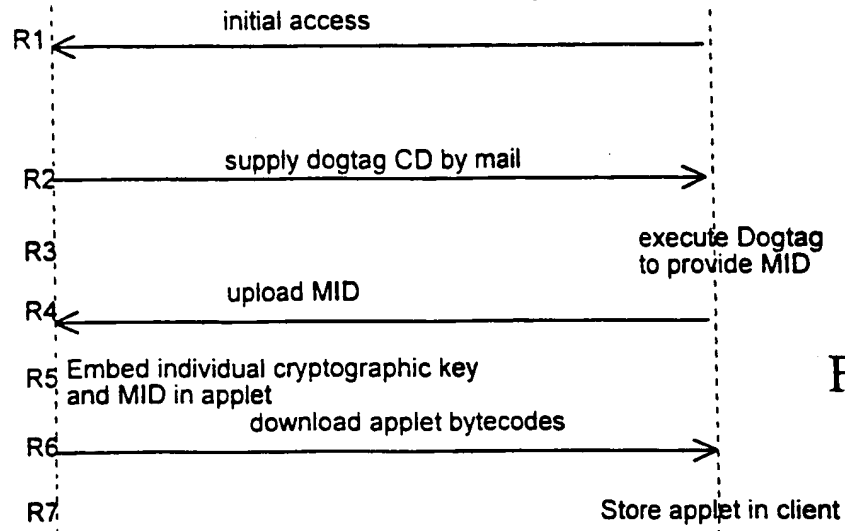 initial access
R1
supply dogtag CD by mail
R2
R3
execute Dogtag
to provide MID
upload MID
R4
R5
Embed individual cryptographic key
and MID in applet
F
download applet bytecodes
R6
R7
Store applet in client